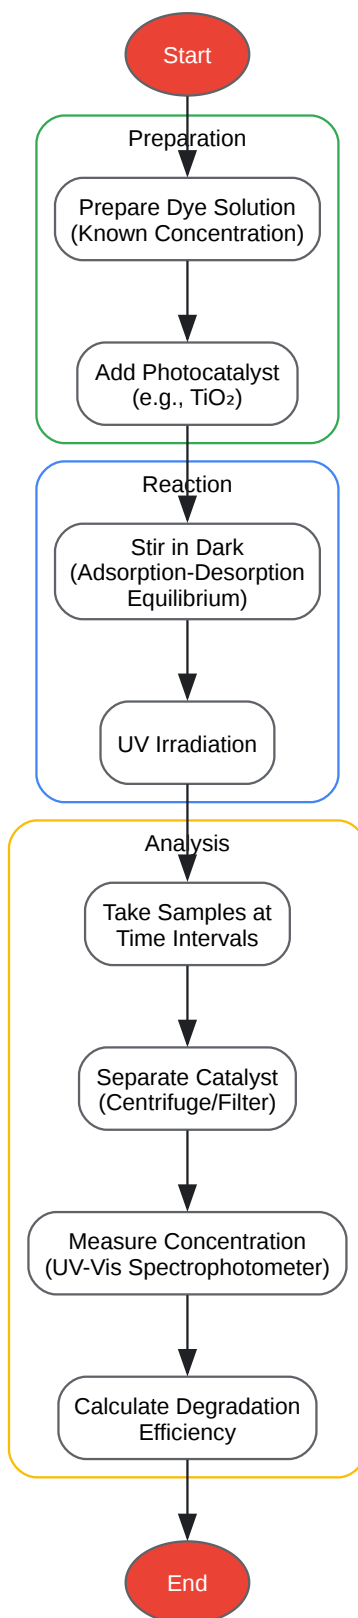 Start
Preparation
Prepare Dye Solution
(Known Concentration)
Add Photocatalyst
(e.g., TiO₂)
Reaction
Stir in Dark
(Adsorption-Desorption
Equilibrium)
UV Irradiation
Analysis
Take Samples at
Time Intervals
Separate Catalyst
(Centrifuge/Filter)
Measure Concentration
(UV-Vis Spectrophotometer)
Calculate Degradation
Efficiency
End